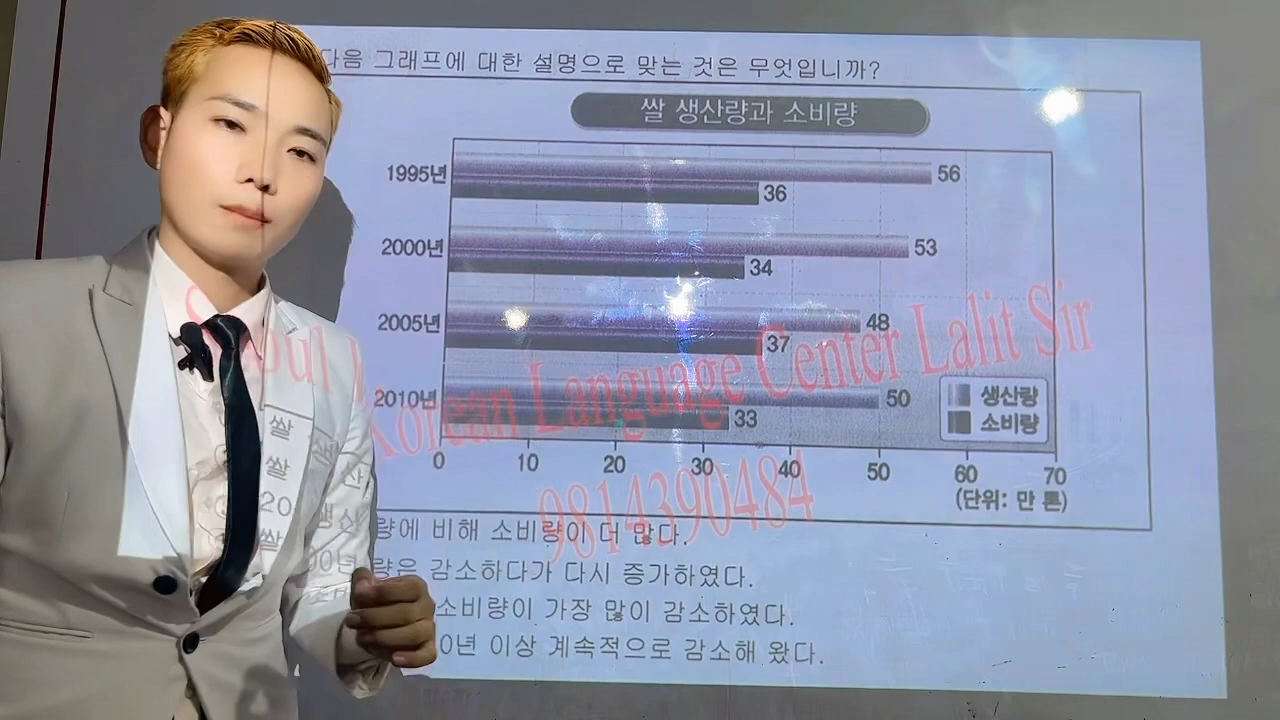 다음 그래프에 대한 설명으로 맞는 것은 무엇입니까?
쌀 생산량과 소비량
1995년 56
36
2000년 53
34
2005년 48
37
2010년 50
33
생산량
소비량
0 10 20 30 40 50 60 70
(단위: 만 톤)
Korean Language Center Lalit Sir
9814390484
량에 비해 소비량이 더 많다.
량은 감소하다가 다시 증가하였다.
소비량이 가장 많이 감소하였다.
0년 이상 계속적으로 감소해 왔다.